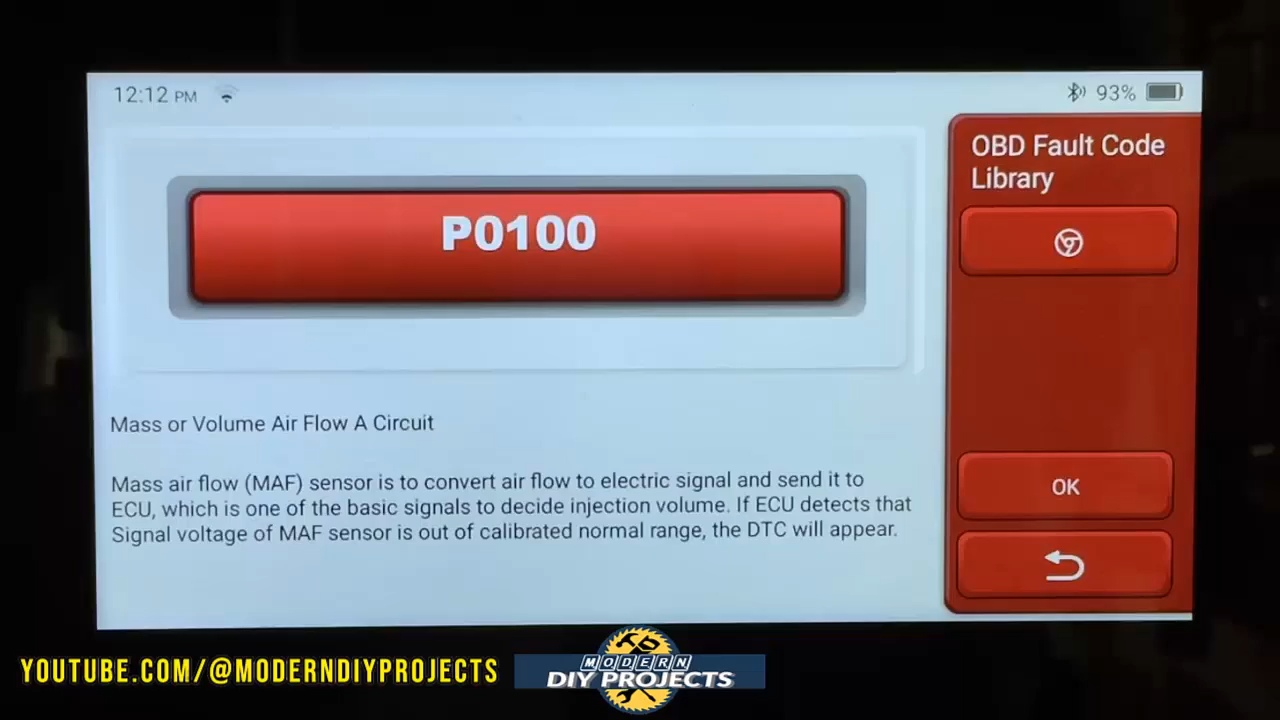 12:12 PM
93%
OBD Fault Code
Library
P0100
Mass or Volume Air Flow A Circuit
Mass air flow (MAF) sensor is to convert air flow to electric signal and send it to
ECU, which is one of the basic signals to decide injection volume. If ECU detects that
Signal voltage of MAF sensor is out of calibrated normal range, the DTC will appear.
OK
YOUTUBE.COM/@MODERNDIYPROJECTS
MODERN
DIY PROJECTS